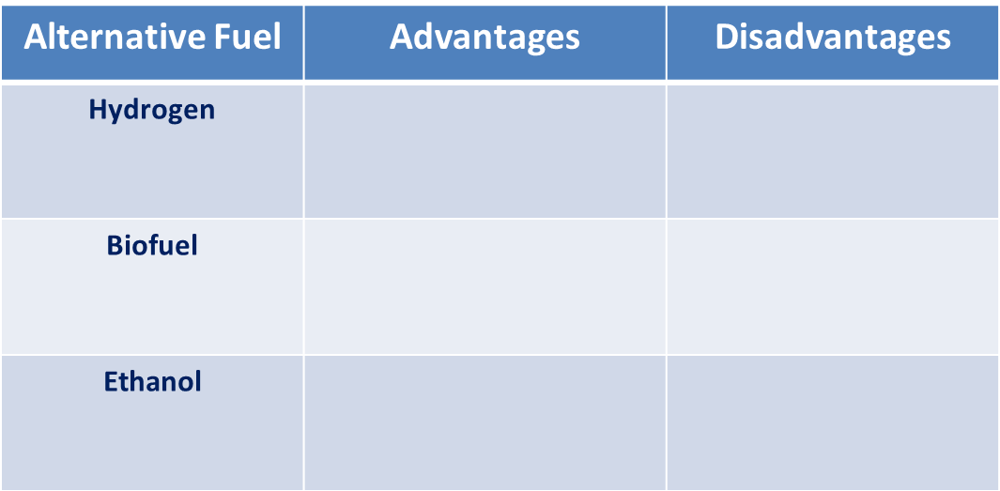 Alternative Fuel Advantages Disadvantages
Hydrogen
Biofuel
Ethanol